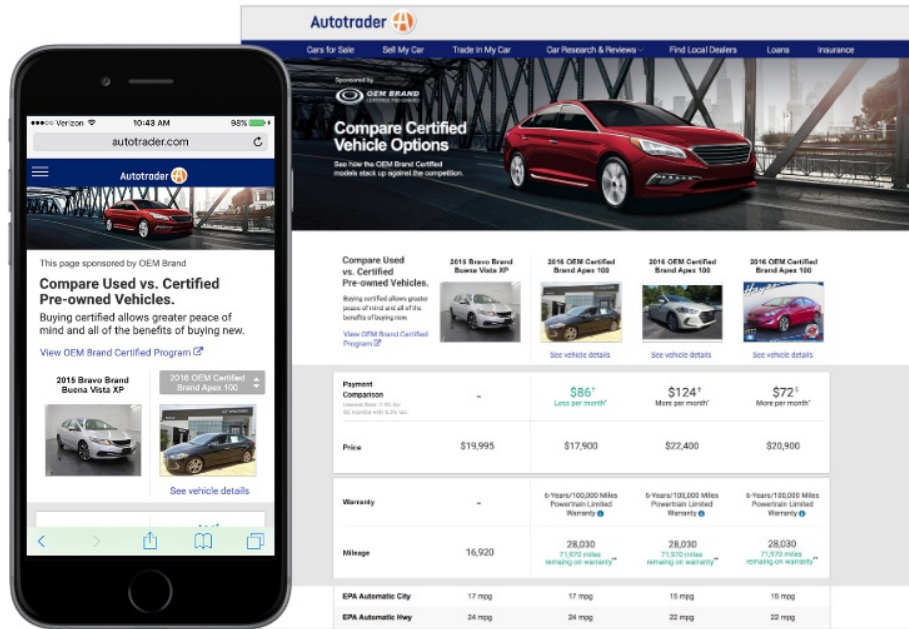 Autotrader
Cars for Sale Sell My Car Trade In My Car Car Research & Reviews Find Local Dealers Loans Insurance
Sponsored by
OEM BRAND
CERTIFIED PRE-OWNED
Compare Certified
Vehicle Options
See how the OEM Brand Certified
models stack up against the competition.
Compare Used
vs. Certified
Pre-owned Vehicles.
Buying certified allows greater
peace of mind and all of the
benefits of buying new.
View OEM Brand Certified
Program
2015 Bravo Brand
Buena Vista XP
2016 OEM Certified
Brand Apex 100
See vehicle details
2016 OEM Certified
Brand Apex 100
See vehicle details
2016 OEM Certified
Brand Apex 100
See vehicle details
Payment
Comparison
- $86† $124† $72§
Less per month* More per month* More per month*
Price $19,995 $17,900 $22,400 $20,900
Warranty - 6-Years/100,000 Miles 6-Years/100,000 Miles 6-Years/100,000 Miles
Powertrain Limited Powertrain Limited Powertrain Limited
Warranty Warranty Warranty
Mileage 16,920 28,030 28,030 28,030
71,970 miles 71,970 miles 71,970 miles
remaing on warranty** remaing on warranty** remaing on warranty**
EPA Automatic City 17 mpg 17 mpg 15 mpg 15 mpg
EPA Automatic Hwy 24 mpg 24 mpg 22 mpg 22 mpg
Verizon 10:43 AM 98%
autotrader.com
Autotrader
This page sponsored by OEM Brand
Compare Used vs. Certified
Pre-owned Vehicles.
Buying certified allows greater peace of
mind and all of the benefits of buying new.
View OEM Brand Certified Program
2015 Bravo Brand
Buena Vista XP
2016 OEM Certified
Brand Apex 100
See vehicle details